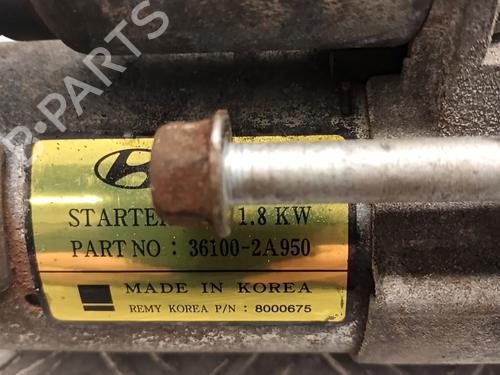 B-PARTS
STARTE 1.8 KW
PART NO : 36100-2A950
MADE IN KOREA
REMY KOREA P/N : 8000675